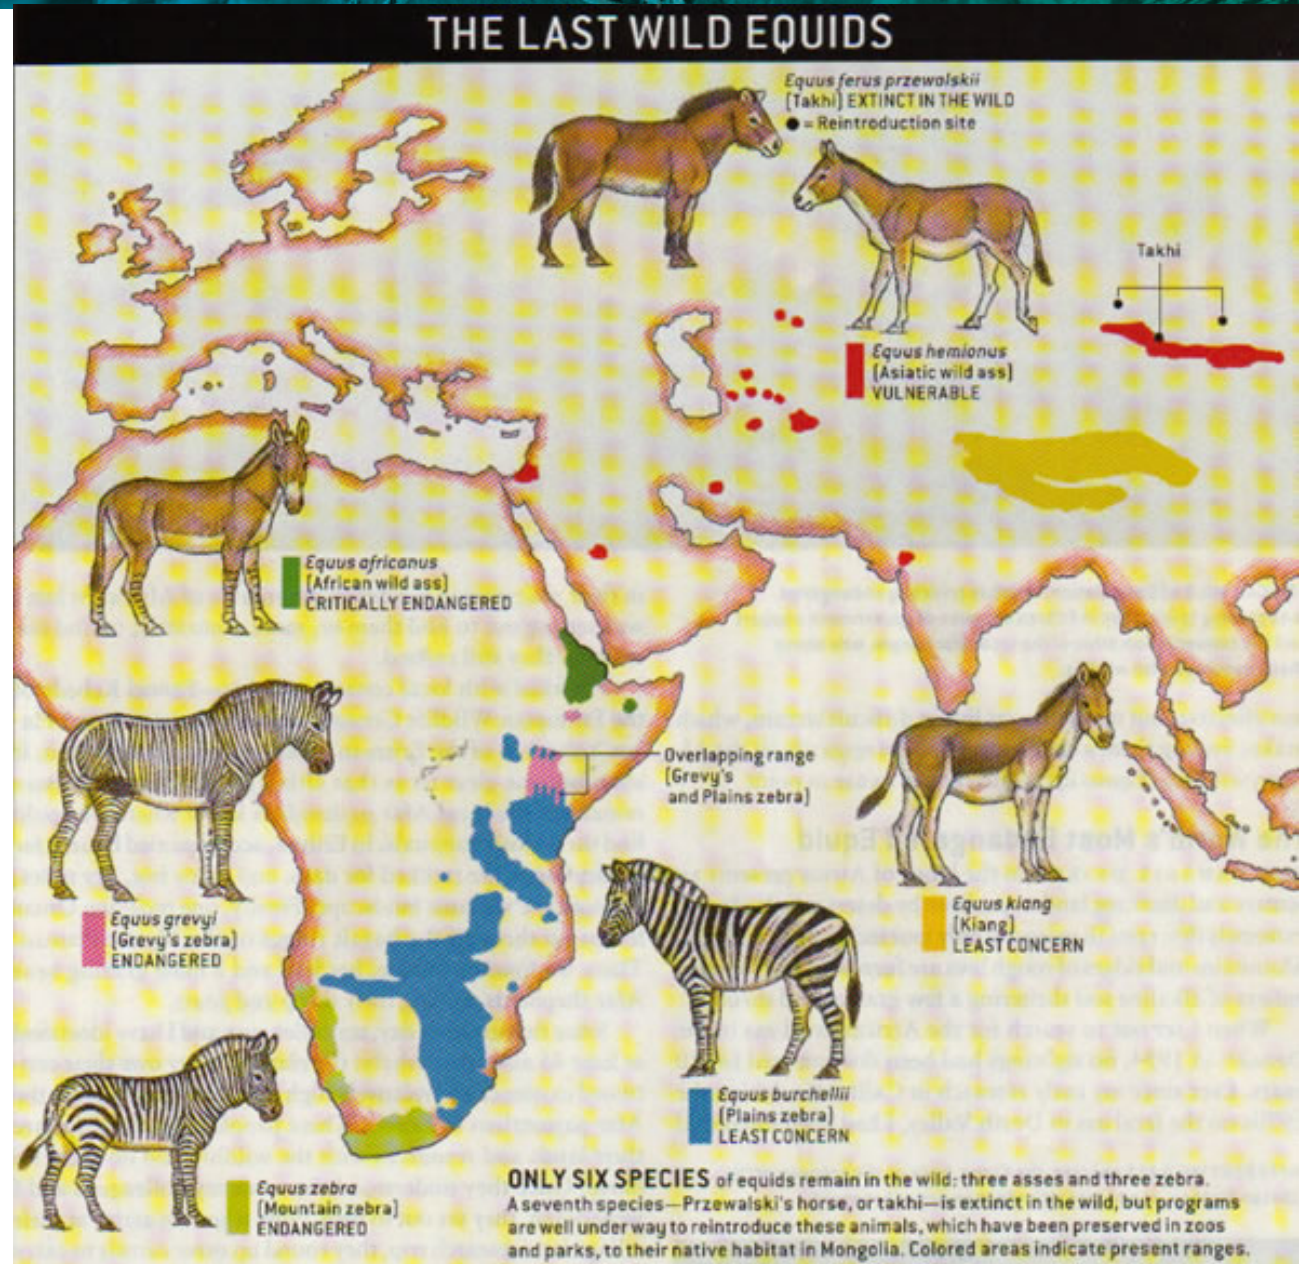 THE LAST WILD EQUIDS
Equus ferus przewalskii
[Takhi] EXTINCT IN THE WILD
● = Reintroduction site
Takhi
Equus hemionus
[Asiatic wild ass]
VULNERABLE
Equus africanus
[African wild ass]
CRITICALLY ENDANGERED
Overlapping range
[Grevy's
and Plains zebra]
Equus grevyi
[Grevy's zebra]
ENDANGERED
Equus kiang
[Kiang]
LEAST CONCERN
Equus burchellii
[Plains zebra]
LEAST CONCERN
Equus zebra
[Mountain zebra]
ENDANGERED
ONLY SIX SPECIES of equids remain in the wild: three asses and three zebra.
A seventh species—Przewalski's horse, or takhi—is extinct in the wild, but programs
are well under way to reintroduce these animals, which have been preserved in zoos
and parks, to their native habitat in Mongolia. Colored areas indicate present ranges.